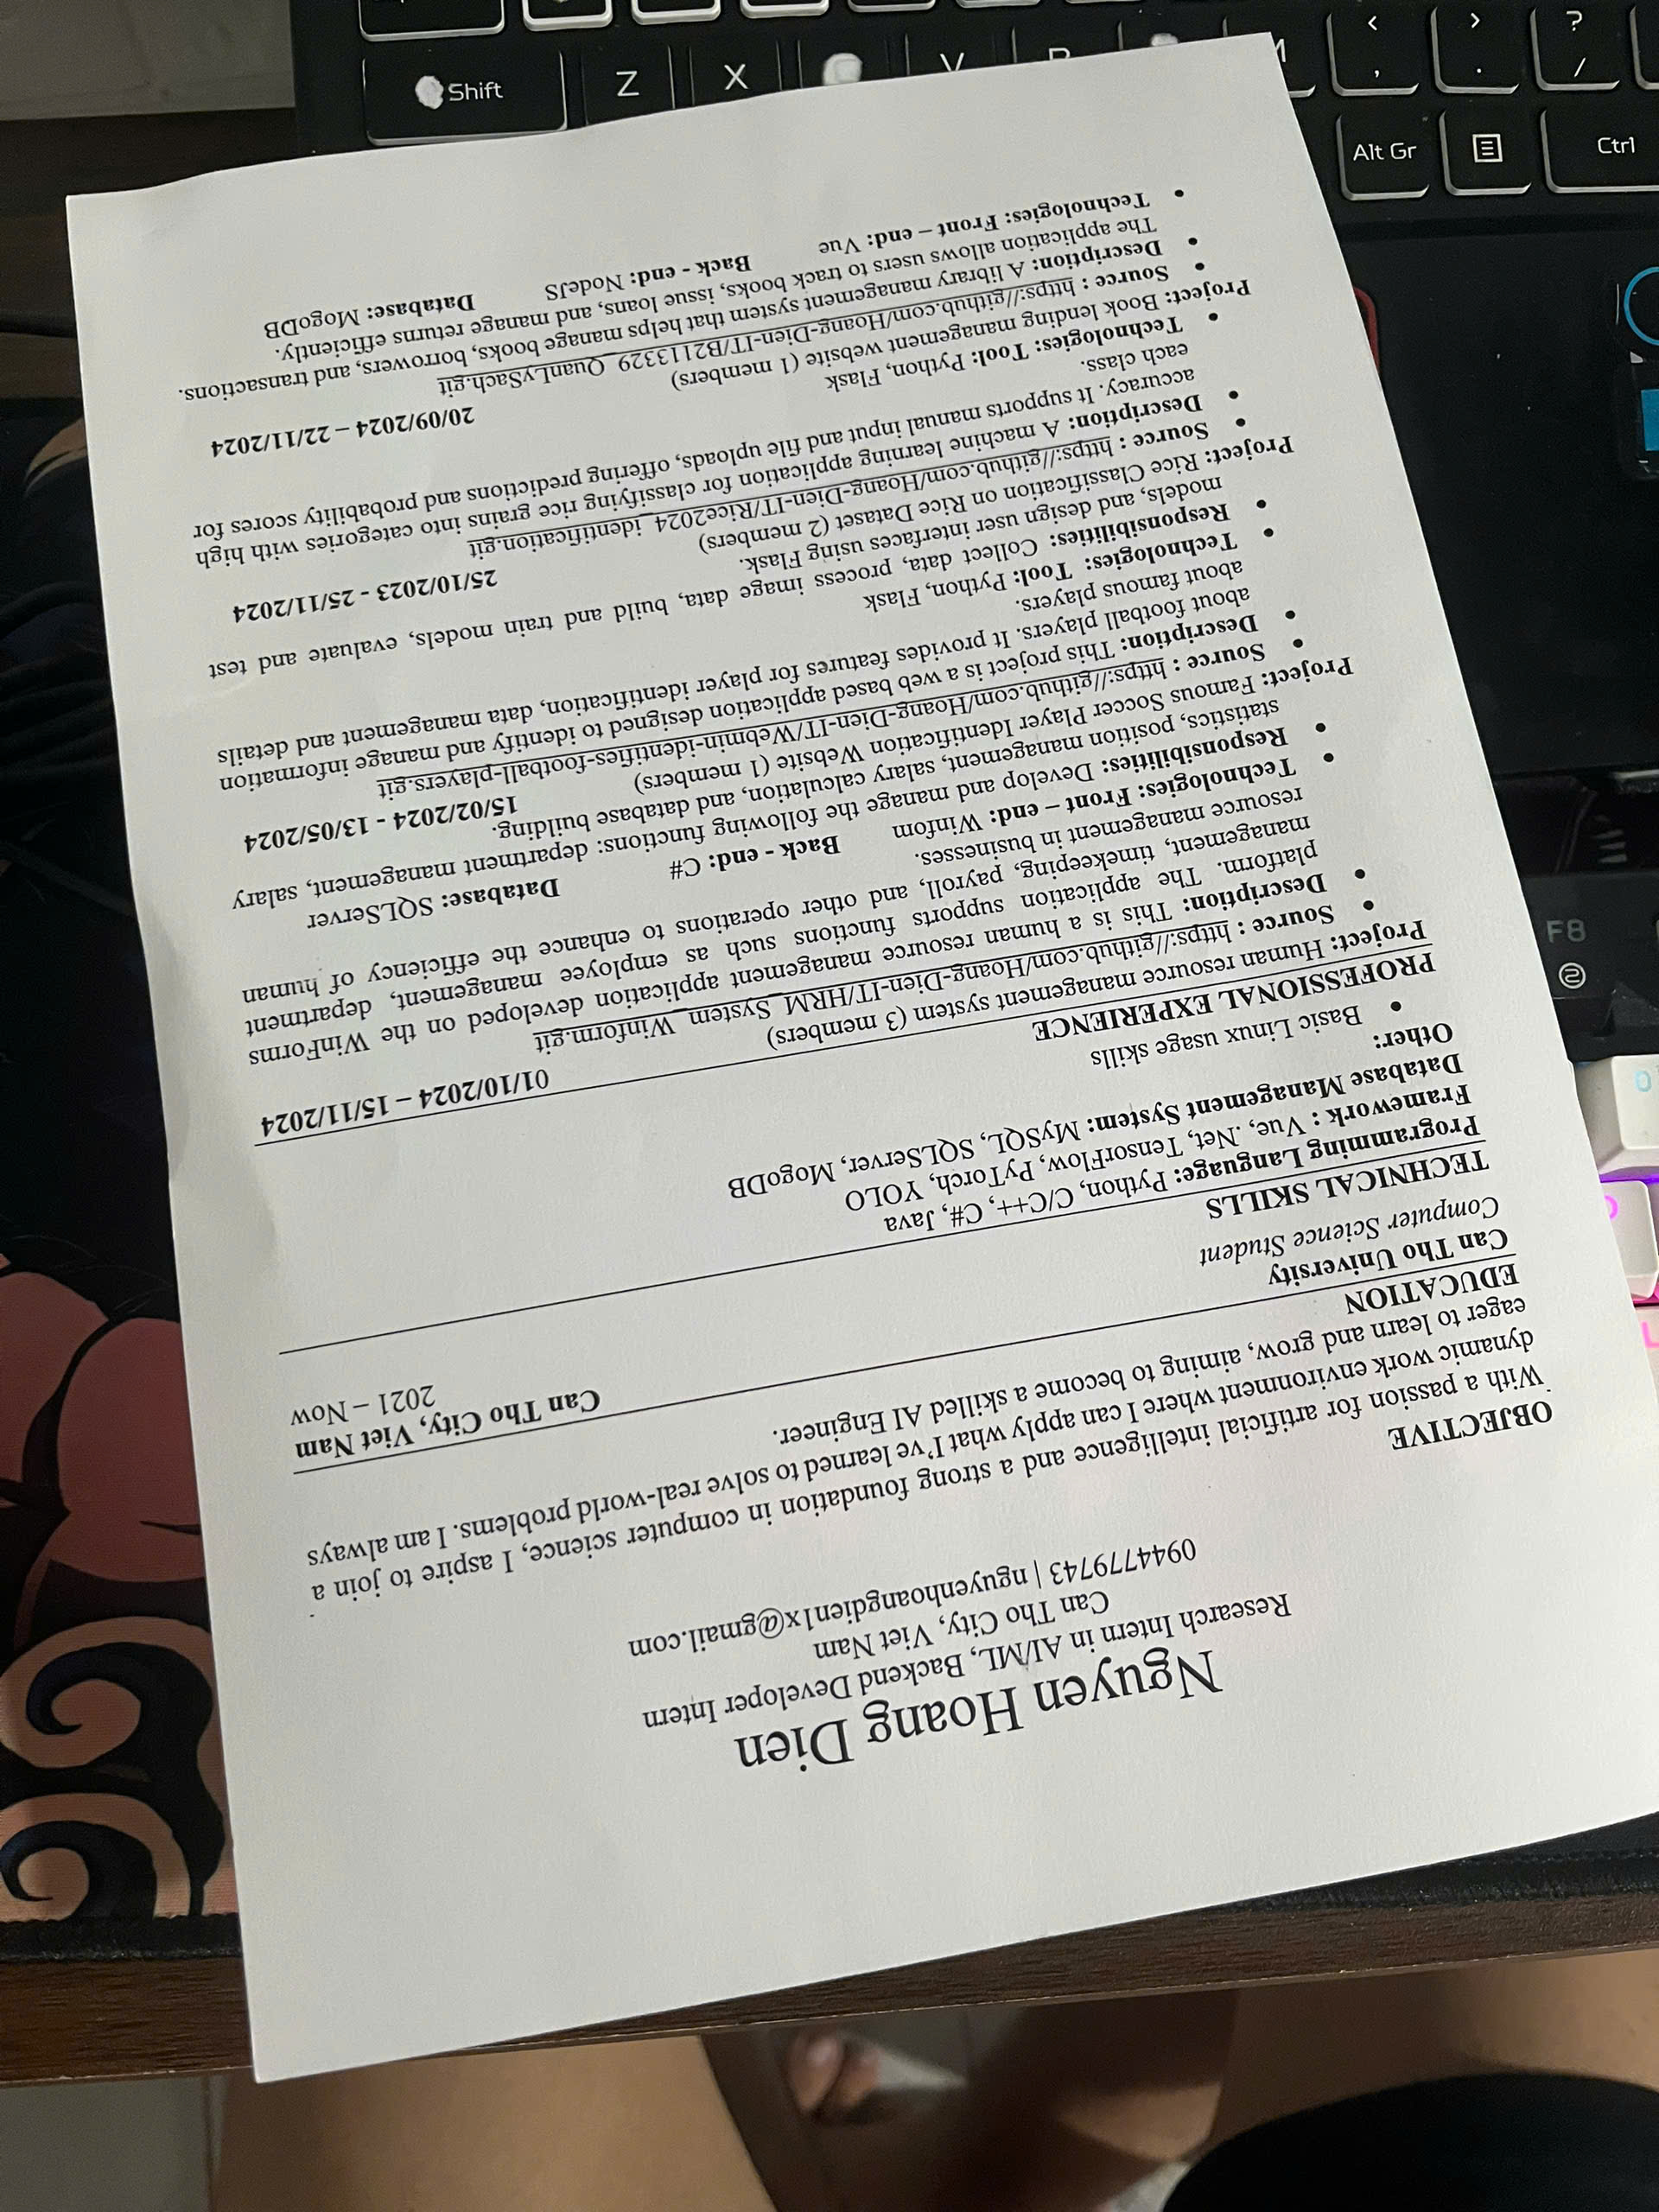 Nguyen Hoang Dien
Research Intern in AI/ML, Backend Developer Intern
Can Tho City, Viet Nam
0944779743 | nguyenhoangdien1x@gmail.com
OBJECTIVE
With a passion for artificial intelligence and a strong foundation in computer science, I aspire to join a
dynamic work environment where I can apply what I've learned to solve real-world problems. I am always
eager to learn and grow, aiming to become a skilled AI Engineer.
EDUCATION
Can Tho University Can Tho City, Viet Nam
Computer Science Student 2021 – Now
TECHNICAL SKILLS
Programming Language: Python, C/C++, C#, Java
Framework : Vue, .Net, TensorFlow, PyTorch, YOLO
Database Management System: MySQL, SQLServer, MogoDB
Other:
• Basic Linux usage skills
PROFESSIONAL EXPERIENCE
Project: Human resource management system (3 members) 01/10/2024 – 15/11/2024
• Source : https://github.com/Hoang-Dien-IT/HRM_System_Winform.git
• Description: This is a human resource management application developed on the WinForms
platform. The application supports functions such as employee management, department
management, timekeeping, payroll, and other operations to enhance the efficiency of human
resource management in businesses.
• Technologies: Front – end: Winfom Back - end: C# Database: SQLServer
• Responsibilities: Develop and manage the following functions: department management, salary
statistics, position management, salary calculation, and database building.
Project: Famous Soccer Player Identification Website (1 members) 15/02/2024 - 13/05/2024
• Source : https://github.com/Hoang-Dien-IT/Webmin-identifies-football-players.git
• Description: This project is a web based application designed to identify and manage information
about football players. It provides features for player identification, data management and details
about famous players.
• Technologies: Tool: Python, Flask
• Responsibilities: Collect data, process image data, build and train models, evaluate and test
models, and design user interfaces using Flask.
Project: Rice Classification on Rice Dataset (2 members) 25/10/2023 - 25/11/2024
• Source : https://github.com/Hoang-Dien-IT/Rice2024_identification.git
• Description: A machine learning application for classifying rice grains into categories with high
accuracy. It supports manual input and file uploads, offering predictions and probability scores for
each class.
• Technologies: Tool: Python, Flask
Project: Book lending management website (1 members) 20/09/2024 – 22/11/2024
• Source : https://github.com/Hoang-Dien-IT/B2113329_QuanLySach.git
• Description: A library management system that helps manage books, borrowers, and transactions.
The application allows users to track books, issue loans, and manage returns efficiently.
• Technologies: Front – end: Vue Back - end: NodeJS Database: MogoDB
Shift
Z
X
V
<
,
>
.
?
/
Alt Gr
Ctrl
F8